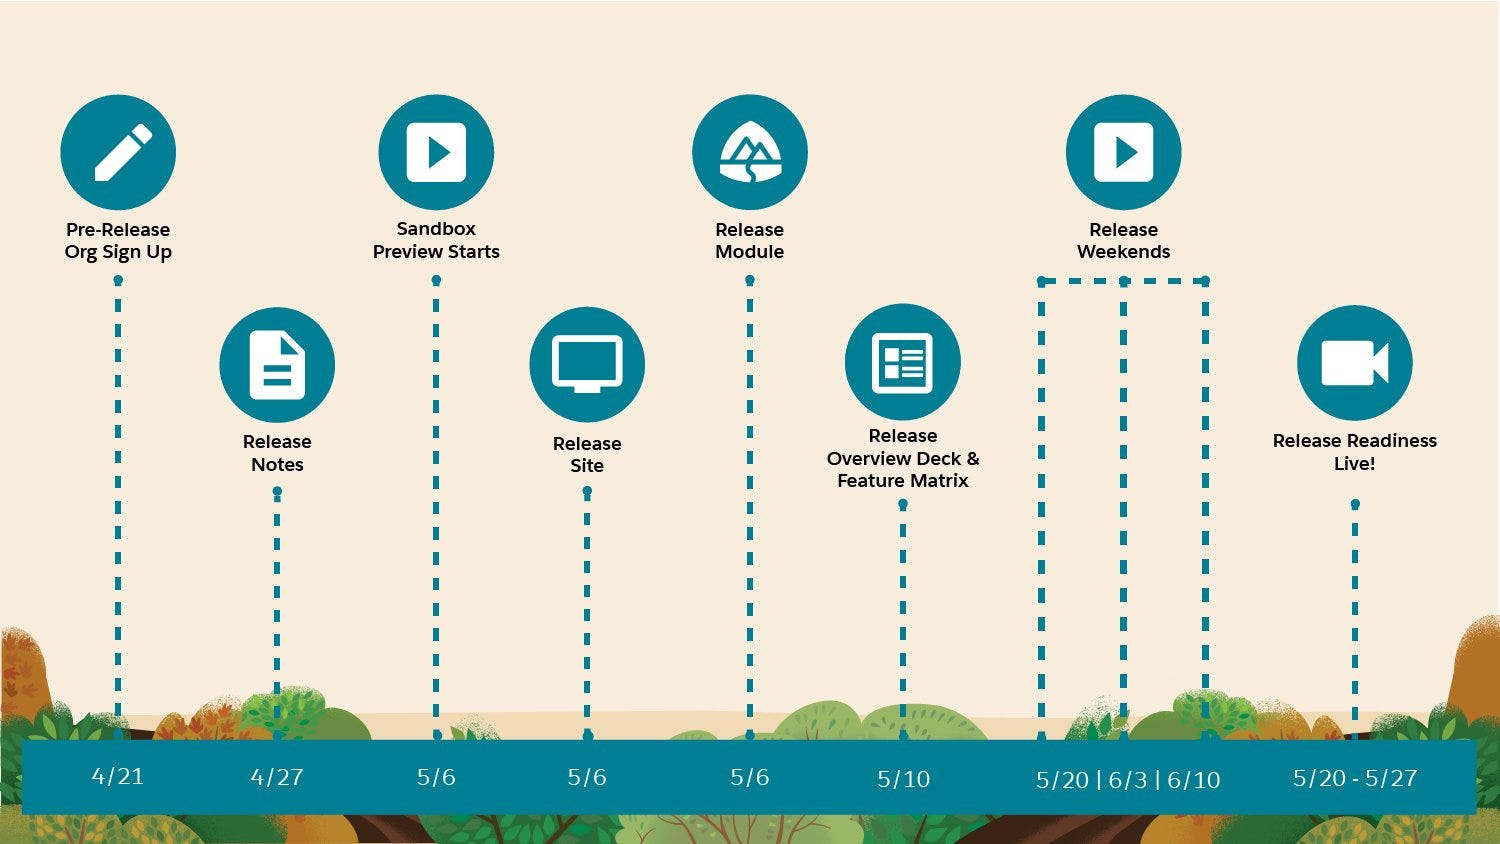 Pre-Release
Org Sign Up
Sandbox
Preview Starts
Release
Module
Release
Weekends
Release
Notes
Release
Site
Release
Overview Deck &
Feature Matrix
Release Readiness
Live!
4/21
4/27
5/6
5/6
5/6
5/10
5/20 | 6/3 | 6/10
5/20 - 5/27